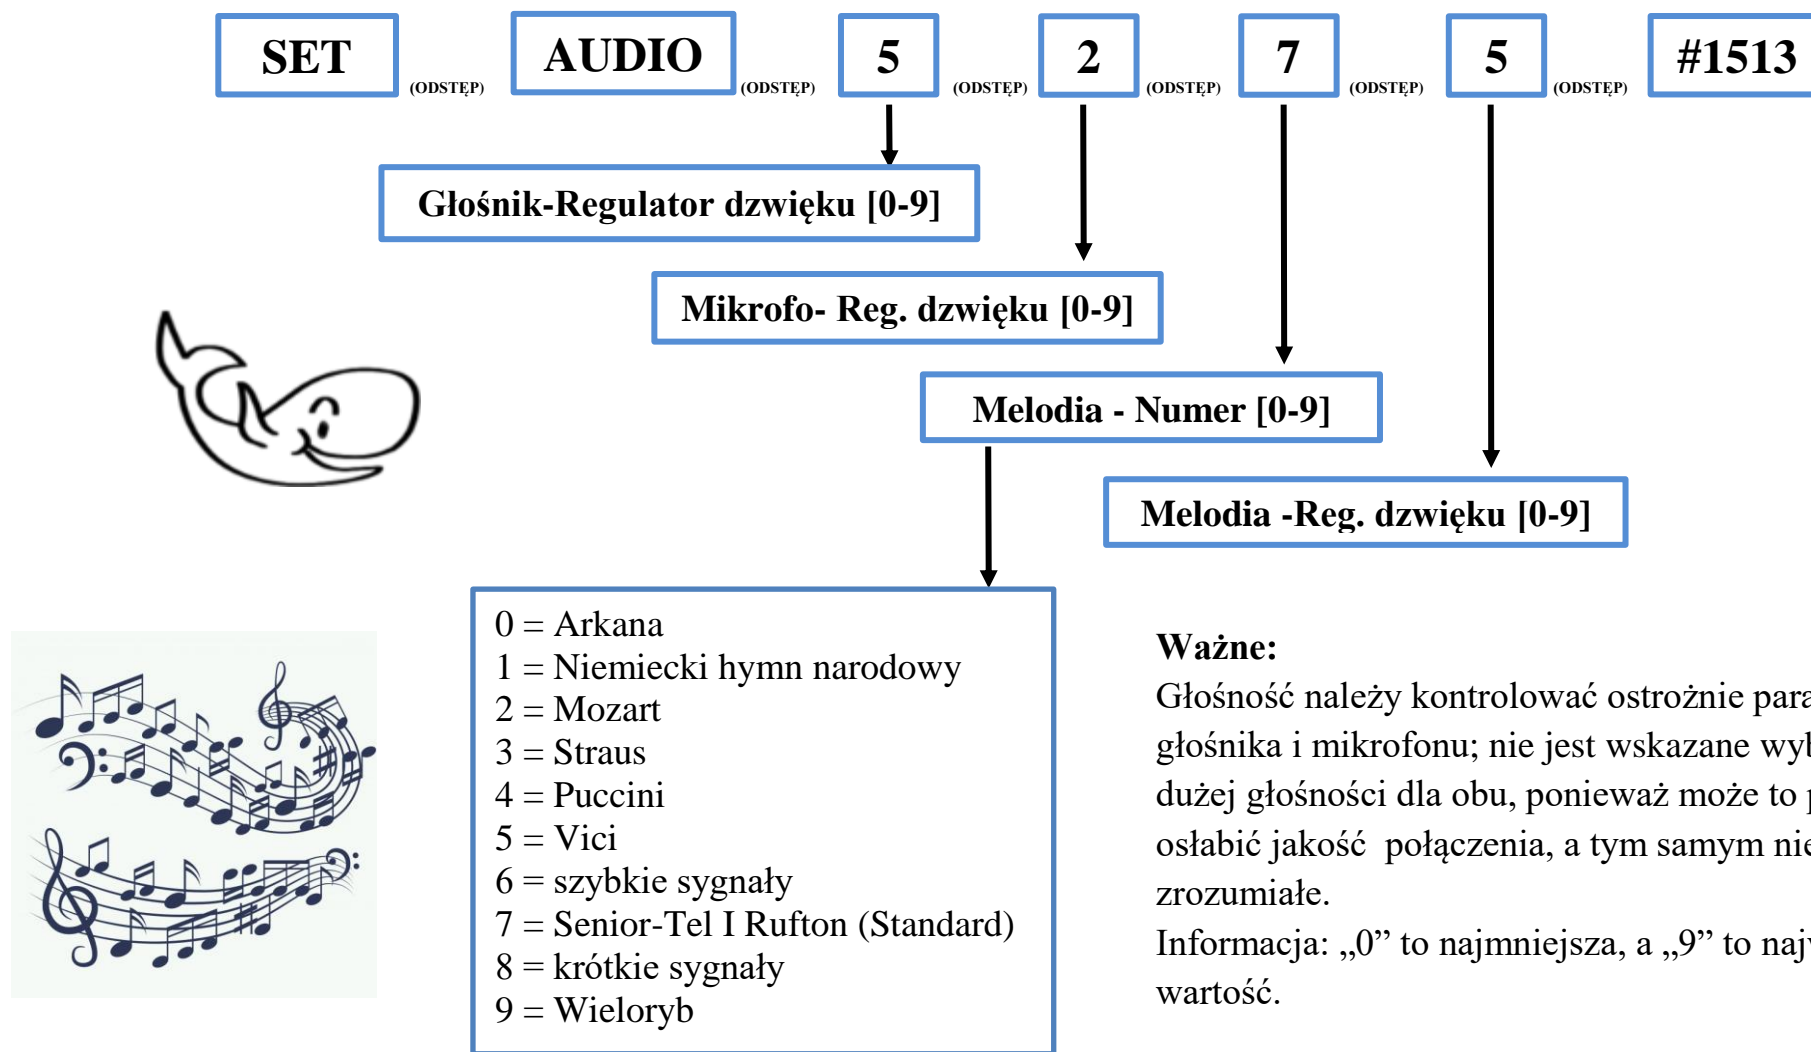 SET (ODSTĘP) AUDIO (ODSTĘP) 5 (ODSTĘP) 2 (ODSTĘP) 7 (ODSTĘP) 5 (ODSTĘP) #1513
Głośnik-Regulator dzwięku [0-9]
Mikrofo- Reg. dzwięku [0-9]
Melodia - Numer [0-9]
Melodia -Reg. dzwięku [0-9]
0 = Arkana
1 = Niemiecki hymn narodowy
2 = Mozart
3 = Straus
4 = Puccini
5 = Vici
6 = szybkie sygnały
7 = Senior-Tel I Rufton (Standard)
8 = krótkie sygnały
9 = Wieloryb
Ważne:
Głośność należy kontrolować ostrożnie
głośnika i mikrofonu; nie jest wskazane
dużej głośności dla obu, ponieważ może to
osłabić jakość połączenia, a tym samym
zrozumiałe.
Informacja: „0” to najmniejsza, a „9” to
wartość.